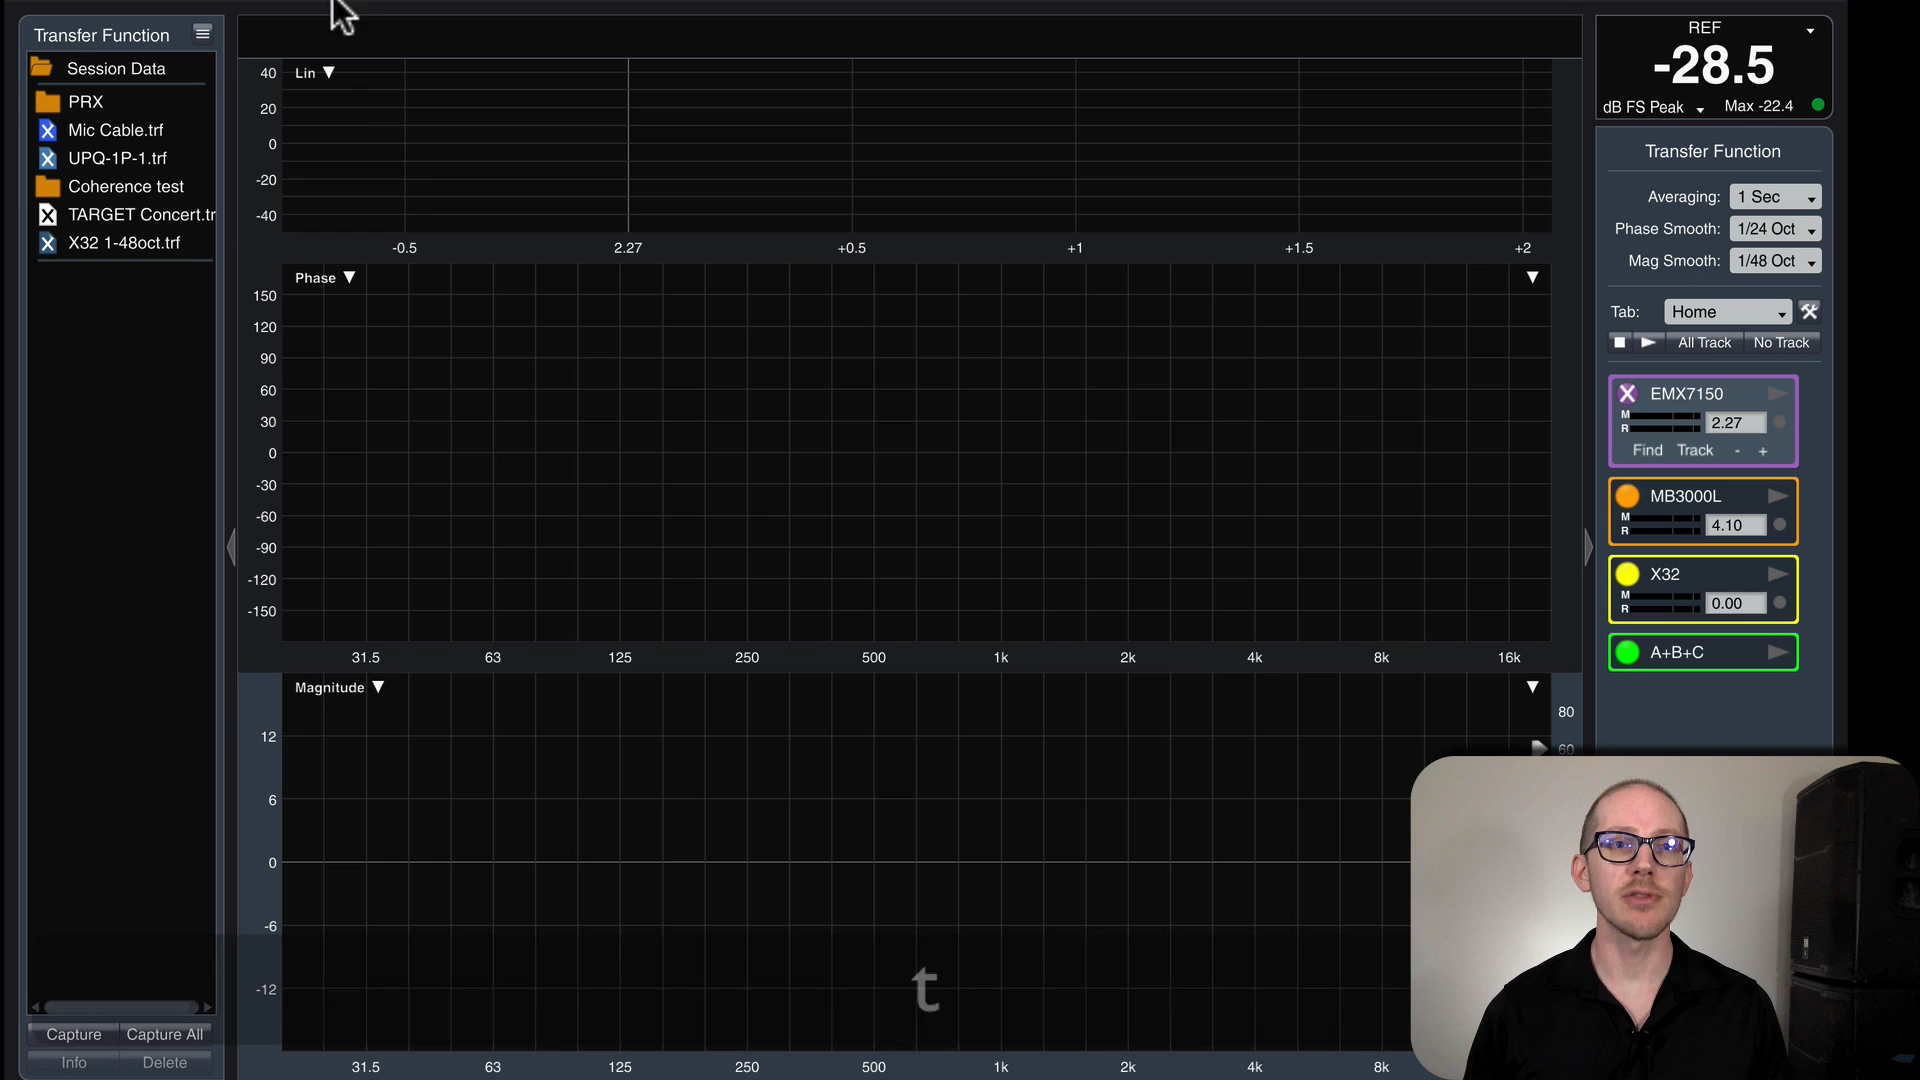 Transfer Function
Session Data
PRX
Mic Cable.trf
UPQ-1P-1.trf
Coherence test
TARGET Concert.tr
X32 1-48oct.trf
Capture
Capture All
Info
Delete
Lin
40
20
0
-20
-40
-0.5
2.27
+0.5
+1
+1.5
+2
Phase
150
120
90
60
30
0
-30
-60
-90
-120
-150
31.5
63
125
250
500
1k
2k
4k
8k
16k
Magnitude
80
60
12
6
0
-6
-12
t
31.5
63
125
250
500
1k
2k
4k
8k
REF
-28.5
dB FS Peak
Max -22.4
Transfer Function
Averaging: 1 Sec
Phase Smooth: 1/24 Oct
Mag Smooth: 1/48 Oct
Tab: Home
All Track
No Track
EMX7150
M
R
2.27
Find Track - +
MB3000L
M
R
4.10
X32
M
R
0.00
A+B+C